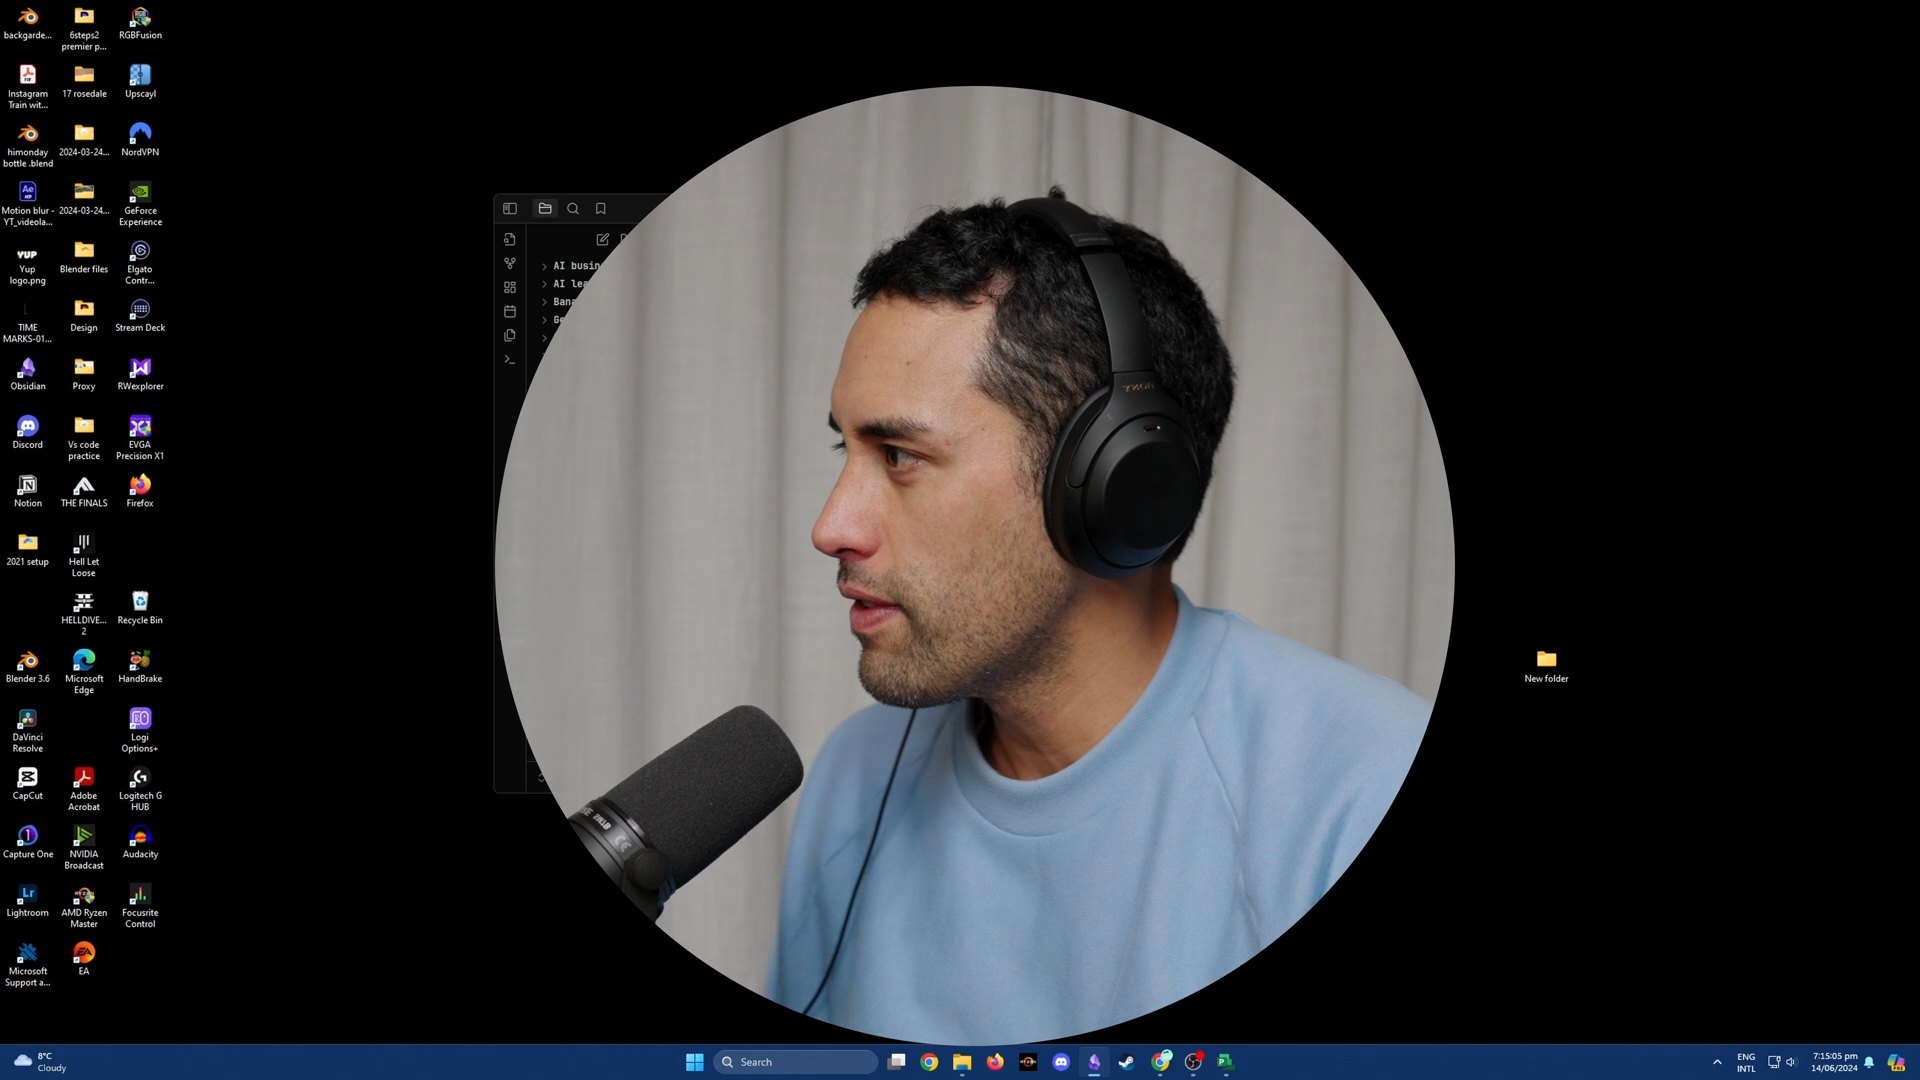 backgarde...
6steps2
premier p...
RGBFusion
Instagram
Train wit...
17 rosedale
Upscayl
himonday
bottle .blend
2024-03-24...
NordVPN
Motion blur -
YT_videola...
2024-03-24...
GeForce
Experience
YUP
Yup
logo.png
Blender files
Elgato
Contr...
TIME
MARKS-01...
Design
Stream Deck
Obsidian
Proxy
RWexplorer
Discord
Vs code
practice
EVGA
Precision X1
Notion
THE FINALS
Firefox
2021 setup
Hell Let
Loose
HELLDIVE...
2
Recycle Bin
Blender 3.6
Microsoft
Edge
HandBrake
DaVinci
Resolve
Logi
Options+
CapCut
Adobe
Acrobat
Logitech G
HUB
Capture One
NVIDIA
Broadcast
Audacity
Lightroom
AMD Ryzen
Master
Focusrite
Control
Microsoft
Support a...
EA
AI busin
AI lea
Bana
SONY
New folder
8°C
Cloudy
Search
ENG
INTL
7:15:05 pm
14/06/2024